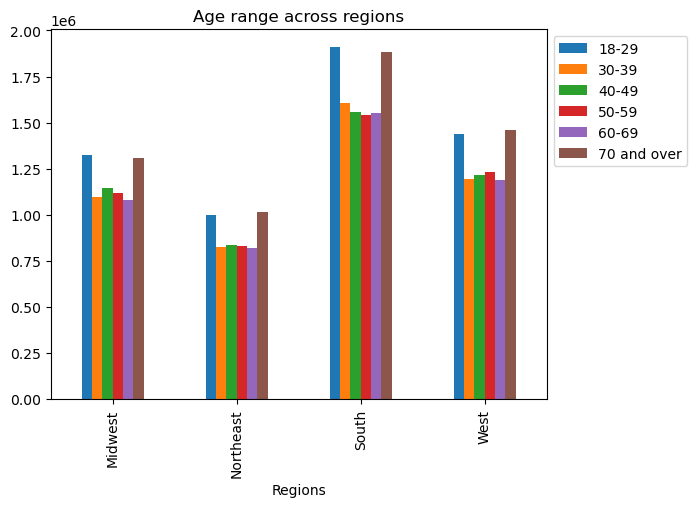 Age range across regions
1e6
2.00
1.75
1.50
1.25
1.00
0.75
0.50
0.25
0.00
Midwest
Northeast
South
West
Regions
18-29
30-39
40-49
50-59
60-69
70 and over